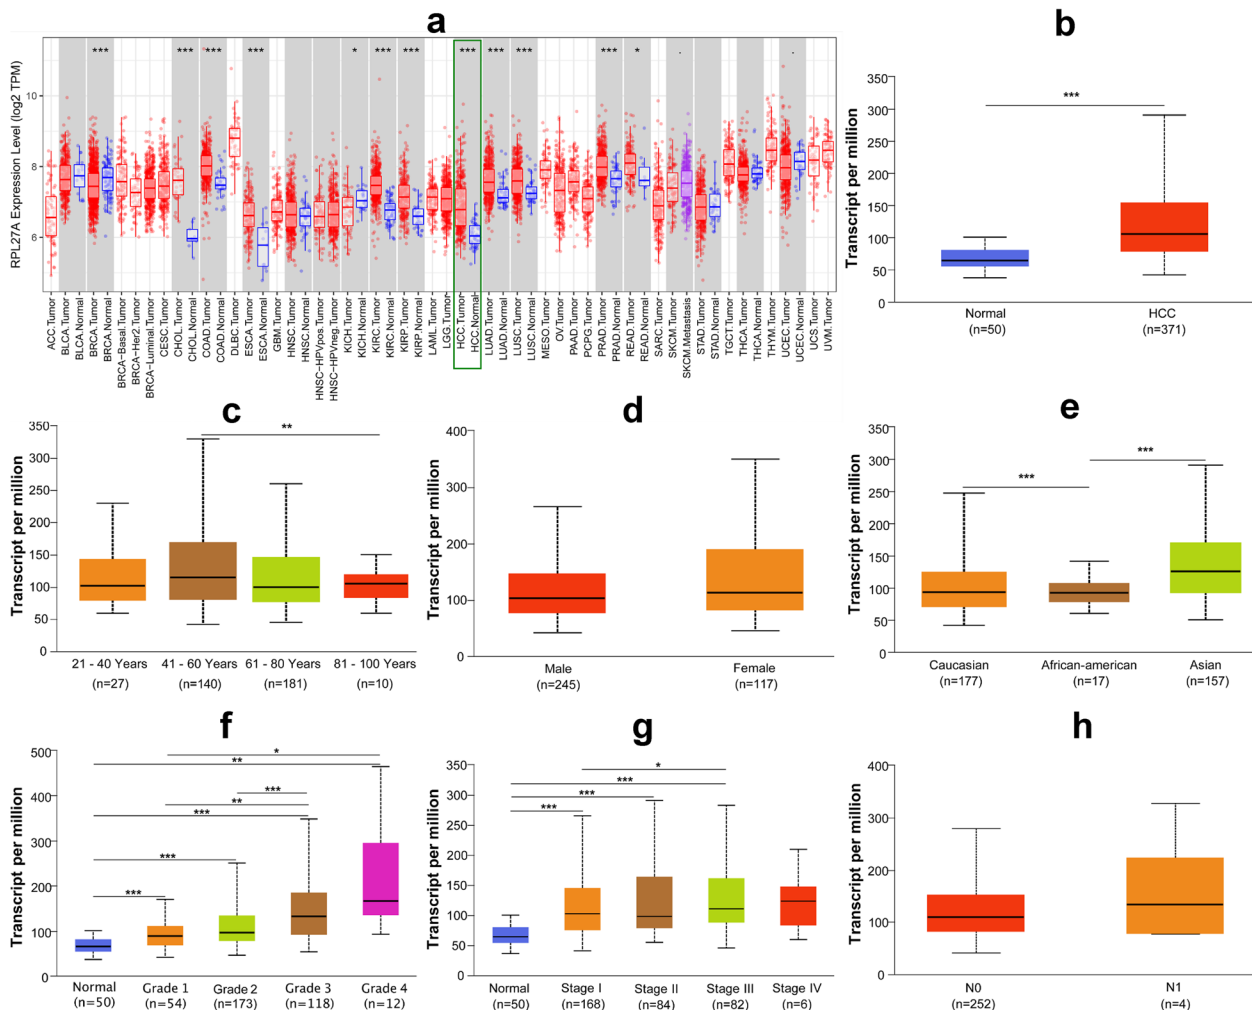 a
RPL27A Expression Level (log2 TPM)
10
8
6
*** *** *** *** * *** *** *** *** *** *** * . .
ACC.Tumor
BLCA.Tumor
BLCA.Normal
BRCA.Tumor
BRCA.Normal
BRCA-Basal.Tumor
BRCA-Her2.Tumor
BRCA-Luminal.Tumor
CESC.Tumor
CHOL.Tumor
CHOL.Normal
COAD.Tumor
COAD.Normal
DLBC.Tumor
ESCA.Tumor
ESCA.Normal
GBM.Tumor
HNSC.Tumor
HNSC.Normal
HNSC-HPVpos.Tumor
HNSC-HPVneg.Tumor
KICH.Tumor
KICH.Normal
KIRC.Tumor
KIRC.Normal
KIRP.Tumor
KIRP.Normal
LAML.Tumor
LGG.Tumor
HCC.Tumor
HCC.Normal
LUAD.Tumor
LUAD.Normal
LUSC.Tumor
LUSC.Normal
MESO.Tumor
OV.Tumor
PAAD.Tumor
PCPG.Tumor
PRAD.Tumor
PRAD.Normal
READ.Tumor
READ.Normal
SARC.Tumor
SKCM.Tumor
SKCM.Metastasis
STAD.Tumor
STAD.Normal
TGCT.Tumor
THCA.Tumor
THCA.Normal
THYM.Tumor
UCEC.Tumor
UCEC.Normal
UCS.Tumor
UVM.Tumor
b
Transcript per million
350
300
250
200
150
100
50
0
***
Normal HCC
(n=50) (n=371)
c
Transcript per million
350
300
250
200
150
100
50
0
**
21 - 40 Years 41 - 60 Years 61 - 80 Years 81 - 100 Years
(n=27) (n=140) (n=181) (n=10)
d
Transcript per million
400
300
200
100
0
Male Female
(n=245) (n=117)
e
Transcript per million
350
300
250
200
150
100
50
0
***
***
Caucasian African-american Asian
(n=177) (n=17) (n=157)
f
Transcript per million
500
400
300
200
100
0
*
**
***
**
***
***
***
Normal Grade 1 Grade 2 Grade 3 Grade 4
(n=50) (n=54) (n=173) (n=118) (n=12)
g
Transcript per million
350
300
250
200
150
100
50
0
*
***
***
***
Normal Stage I Stage II Stage III Stage IV
(n=50) (n=168) (n=84) (n=82) (n=6)
h
Transcript per million
400
300
200
100
0
N0 N1
(n=252) (n=4)